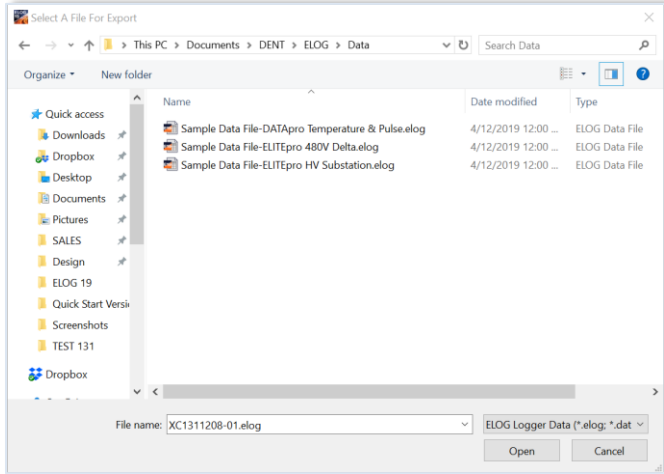 Select A File For Export
This PC > Documents > DENT > ELOG > Data
Search Data
Organize
New folder
Name
Date modified
Type
Quick access
Downloads
Dropbox
Desktop
Documents
Pictures
SALES
Design
ELOG 19
Quick Start Versi
Screenshots
TEST 131
Dropbox
Sample Data File-DATApro Temperature & Pulse.elog 4/12/2019 12:00 ... ELOG Data File
Sample Data File-ELITEpro 480V Delta.elog 4/12/2019 12:00 ... ELOG Data File
Sample Data File-ELITEpro HV Substation.elog 4/12/2019 12:00 ... ELOG Data File
File name: XC1311208-01.elog
ELOG Logger Data (*.elog; *.dat
Open
Cancel